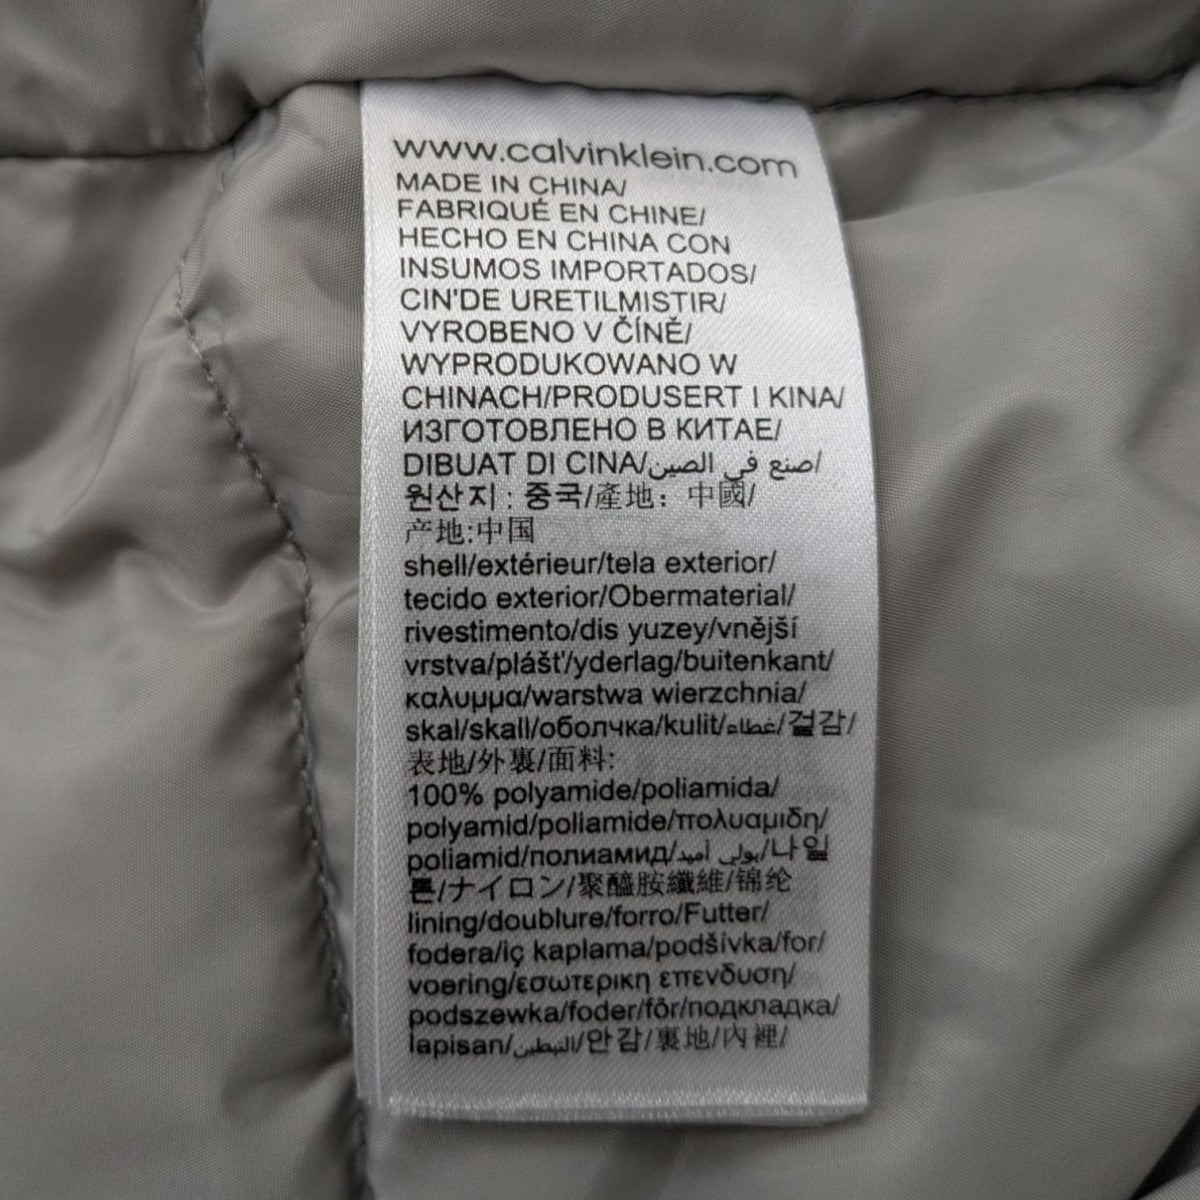 www.calvinklein.com
MADE IN CHINA/
FABRIQUÉ EN CHINE/
HECHO EN CHINA CON
INSUMOS IMPORTADOS/
CIN'DE URETILMISTIR/
VYROBENO V ČÍNĚ/
WYPRODUKOWANO W
CHINACH/PRODUSERT I KINA/
ИЗГОТОВЛЕНО В КИТАЕ/
DIBUAT DI CINA/صنع في الصين/
원산지 : 중국/產地：中國/
产地:中国
shell/extérieur/tela exterior/
tecido exterior/Obermaterial/
rivestimento/dis yuzey/vnější
vrstva/plášť/yderlag/buitenkant/
καλυμμα/warstwa wierzchnia/
skal/skall/оболчка/kulit/غطاء/겉감/
表地/外裏/面料:
100% polyamide/poliamida/
polyamid/poliamide/πολυαμιδη/
poliamid/полиамид/بولي أميد/나일
론/ナイロン/聚醯胺纖維/锦纶
lining/doublure/forro/Futter/
fodera/iç kaplama/podšívka/for/
voering/εσωτερικη επενδυση/
podszewka/foder/fôr/подкладка/
lapisan/التبطين/안감/裏地/內裡/